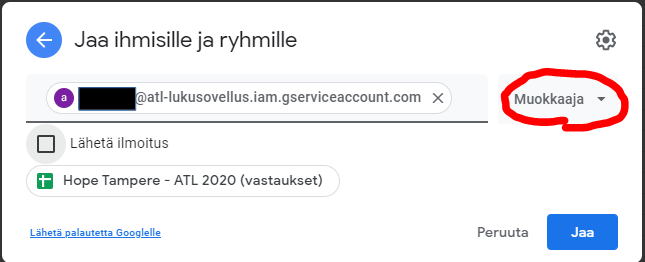 Jaa ihmisille ja ryhmille
a @atl-lukusovellus.iam.gserviceaccount.com Muokkaaja
Lähetä ilmoitus
Hope Tampere - ATL 2020 (vastaukset)
Lähetä palautetta Googlelle Peruuta Jaa